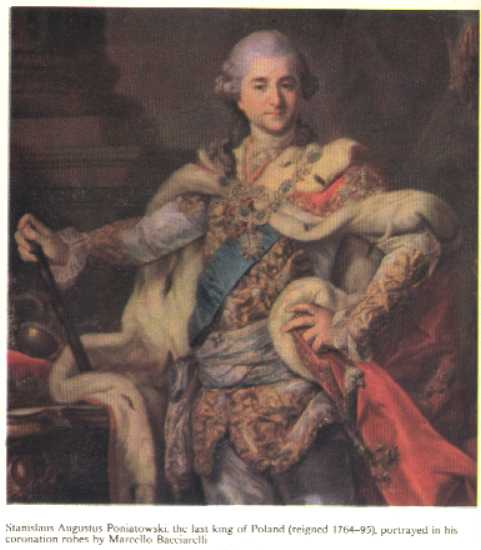 Stanislaus Augustus Poniatowski, the last king of Poland (reigned 1764–95), portrayed in his
coronation robes by Marcello Bacciarelli